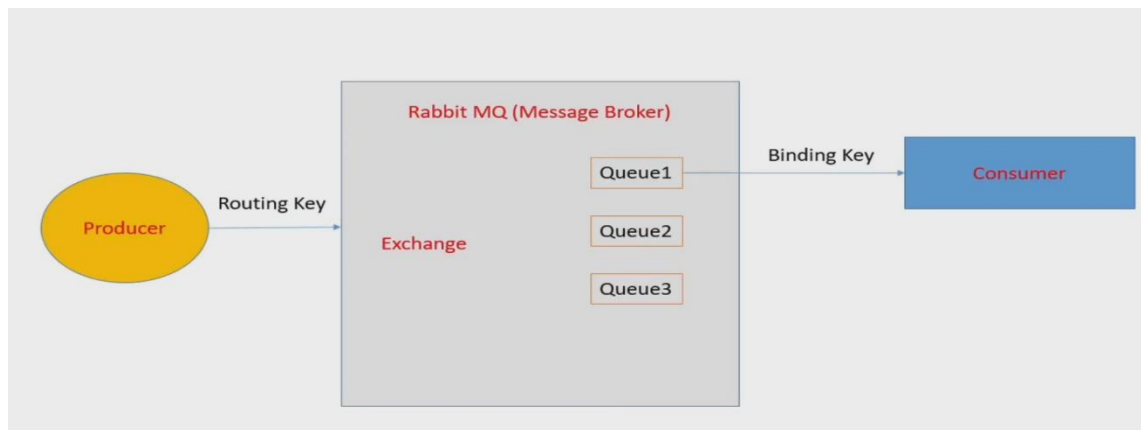 Rabbit MQ (Message Broker)
Queue1
Binding Key
Consumer
Routing Key
Producer
Exchange
Queue2
Queue3